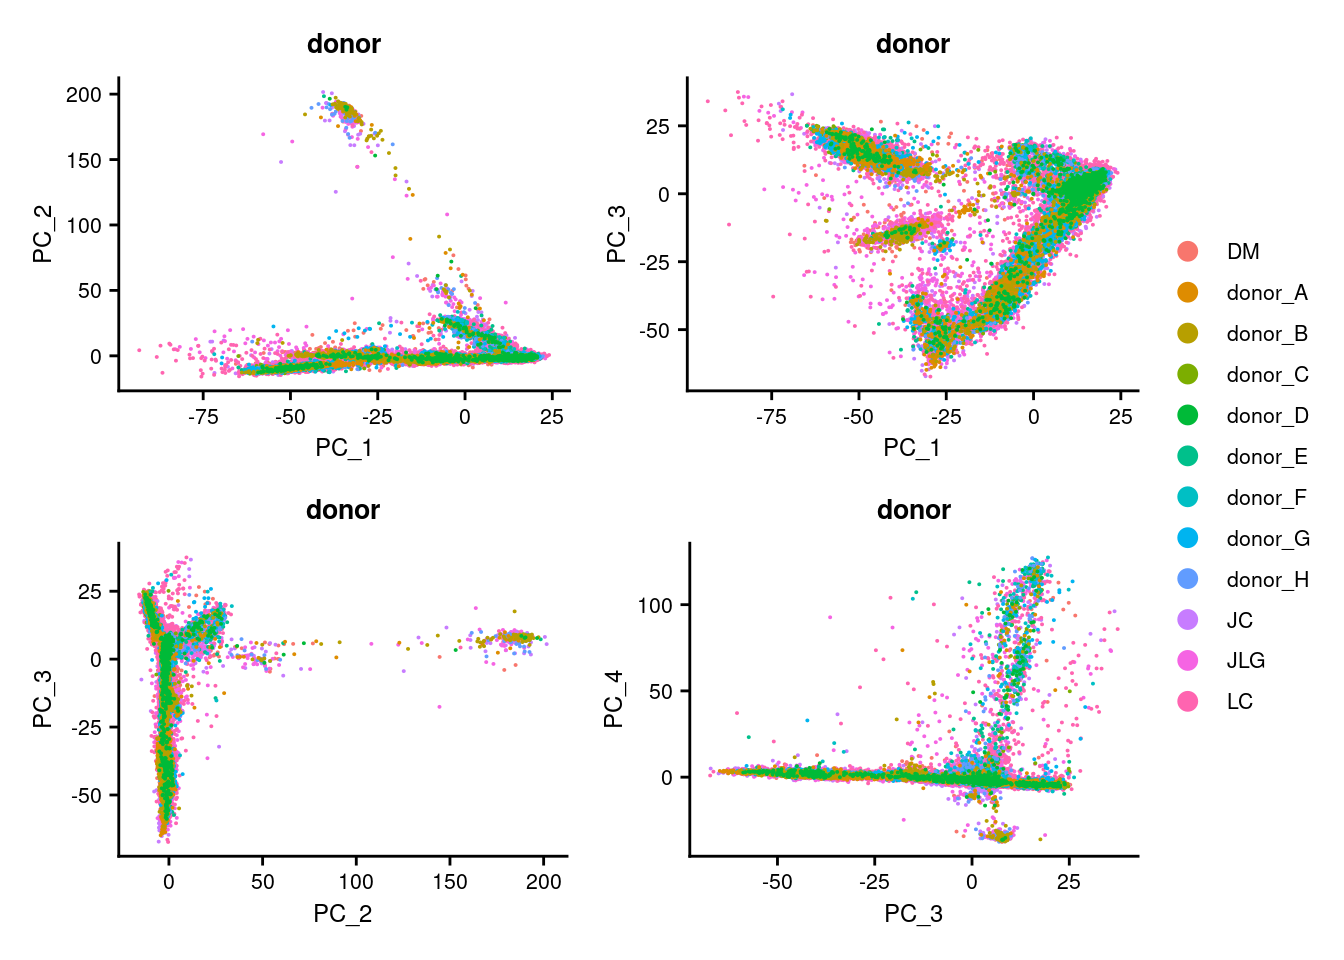 donor
200
150
100
50
0
PC_2
-75
-50
-25
0
25
PC_1
donor
25
0
-25
-50
PC_3
-75
-50
-25
0
25
PC_1
donor
25
0
-25
-50
PC_3
0
50
100
150
200
PC_2
donor
100
50
0
PC_4
-50
-25
0
25
PC_3
DM
donor_A
donor_B
donor_C
donor_D
donor_E
donor_F
donor_G
donor_H
JC
JLG
LC